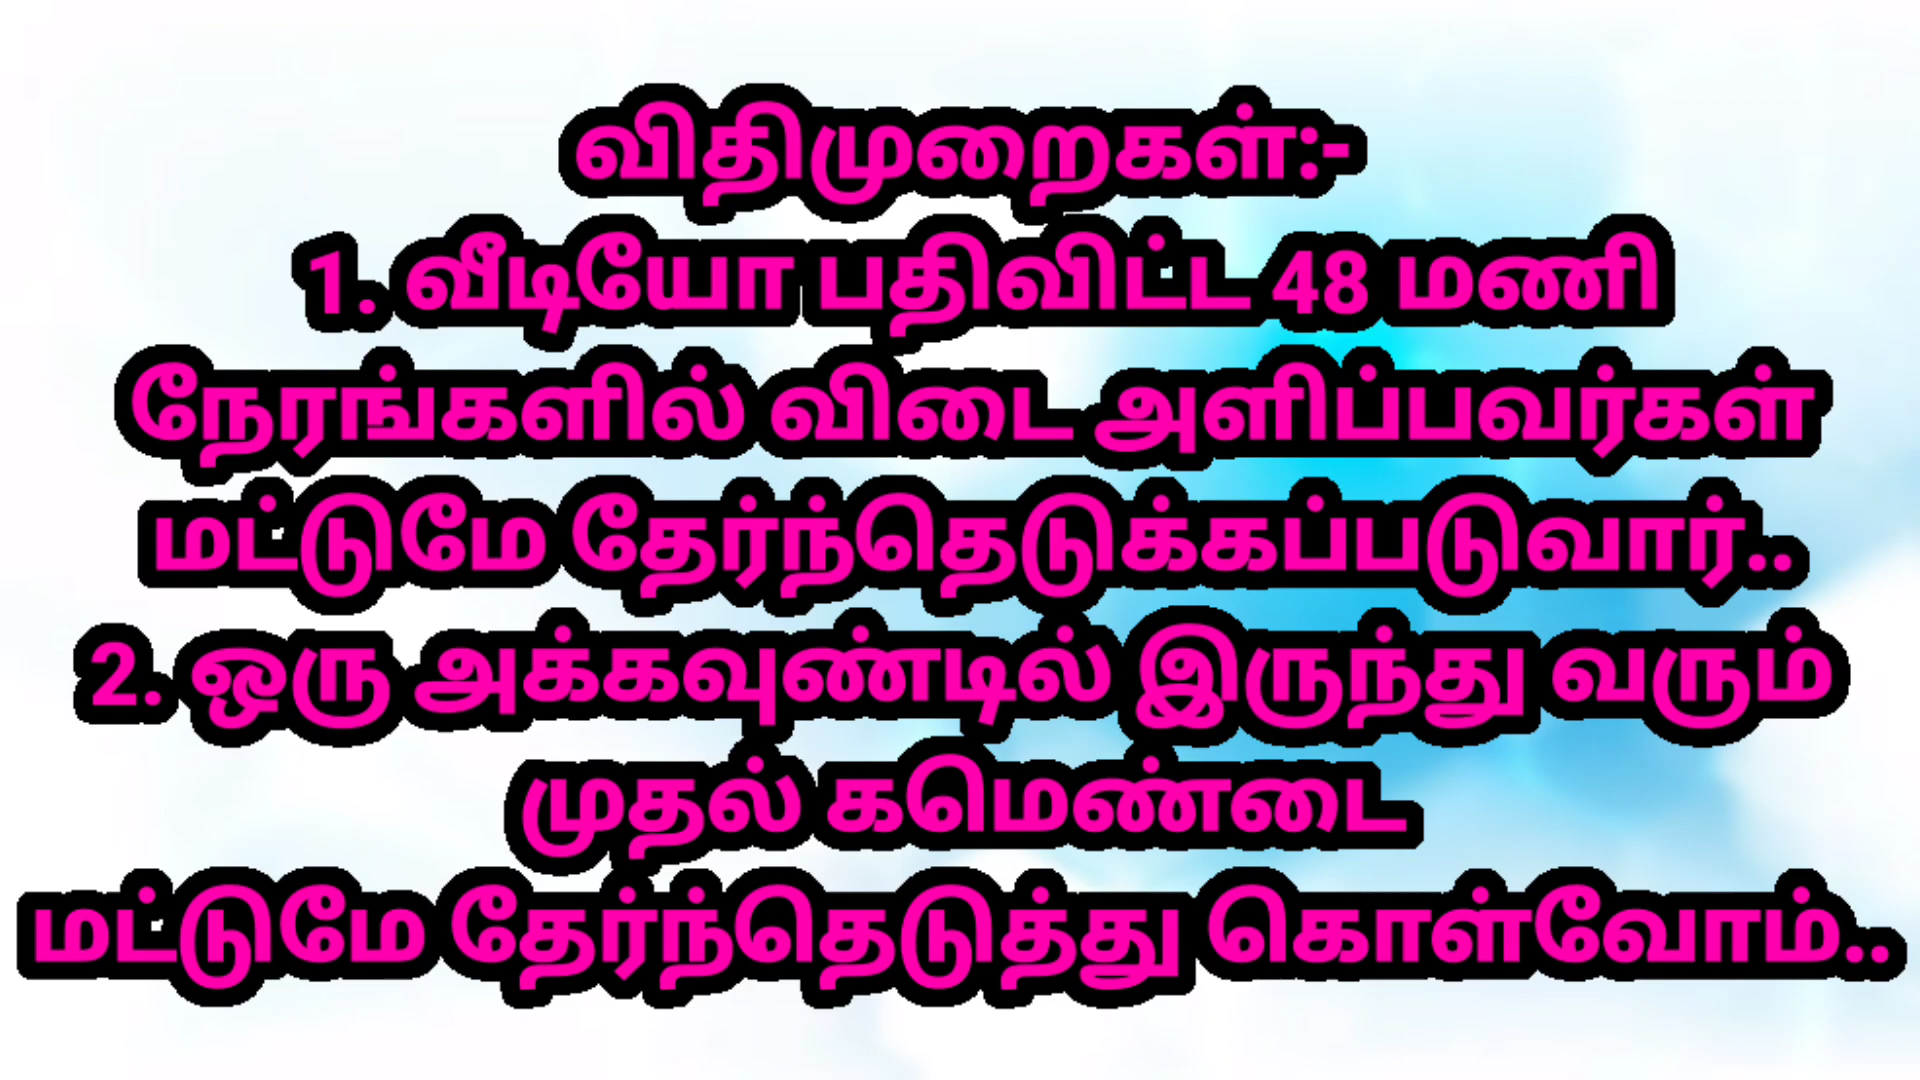 விதிமுறைகள்:-
1. வீடியோ பதிவிட்ட 48 மணி
நேரங்களில் விடை அளிப்பவர்கள்
மட்டுமே தேர்ந்தெடுக்கப்படுவார்..
2. ஒரு அக்கவுண்டில் இருந்து வரும்
முதல் கமெண்டை
மட்டுமே தேர்ந்தெடுத்து கொள்வோம்..